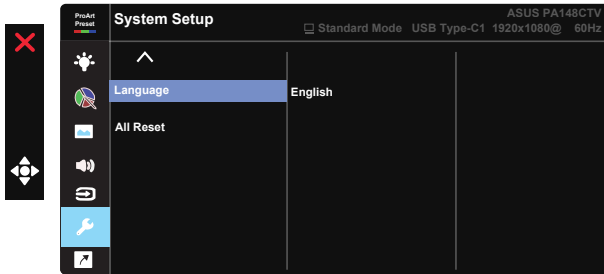 ProArt
Preset
System Setup
ASUS PA148CTV
Standard Mode USB Type-C1 1920x1080@ 60Hz
Language English
All Reset